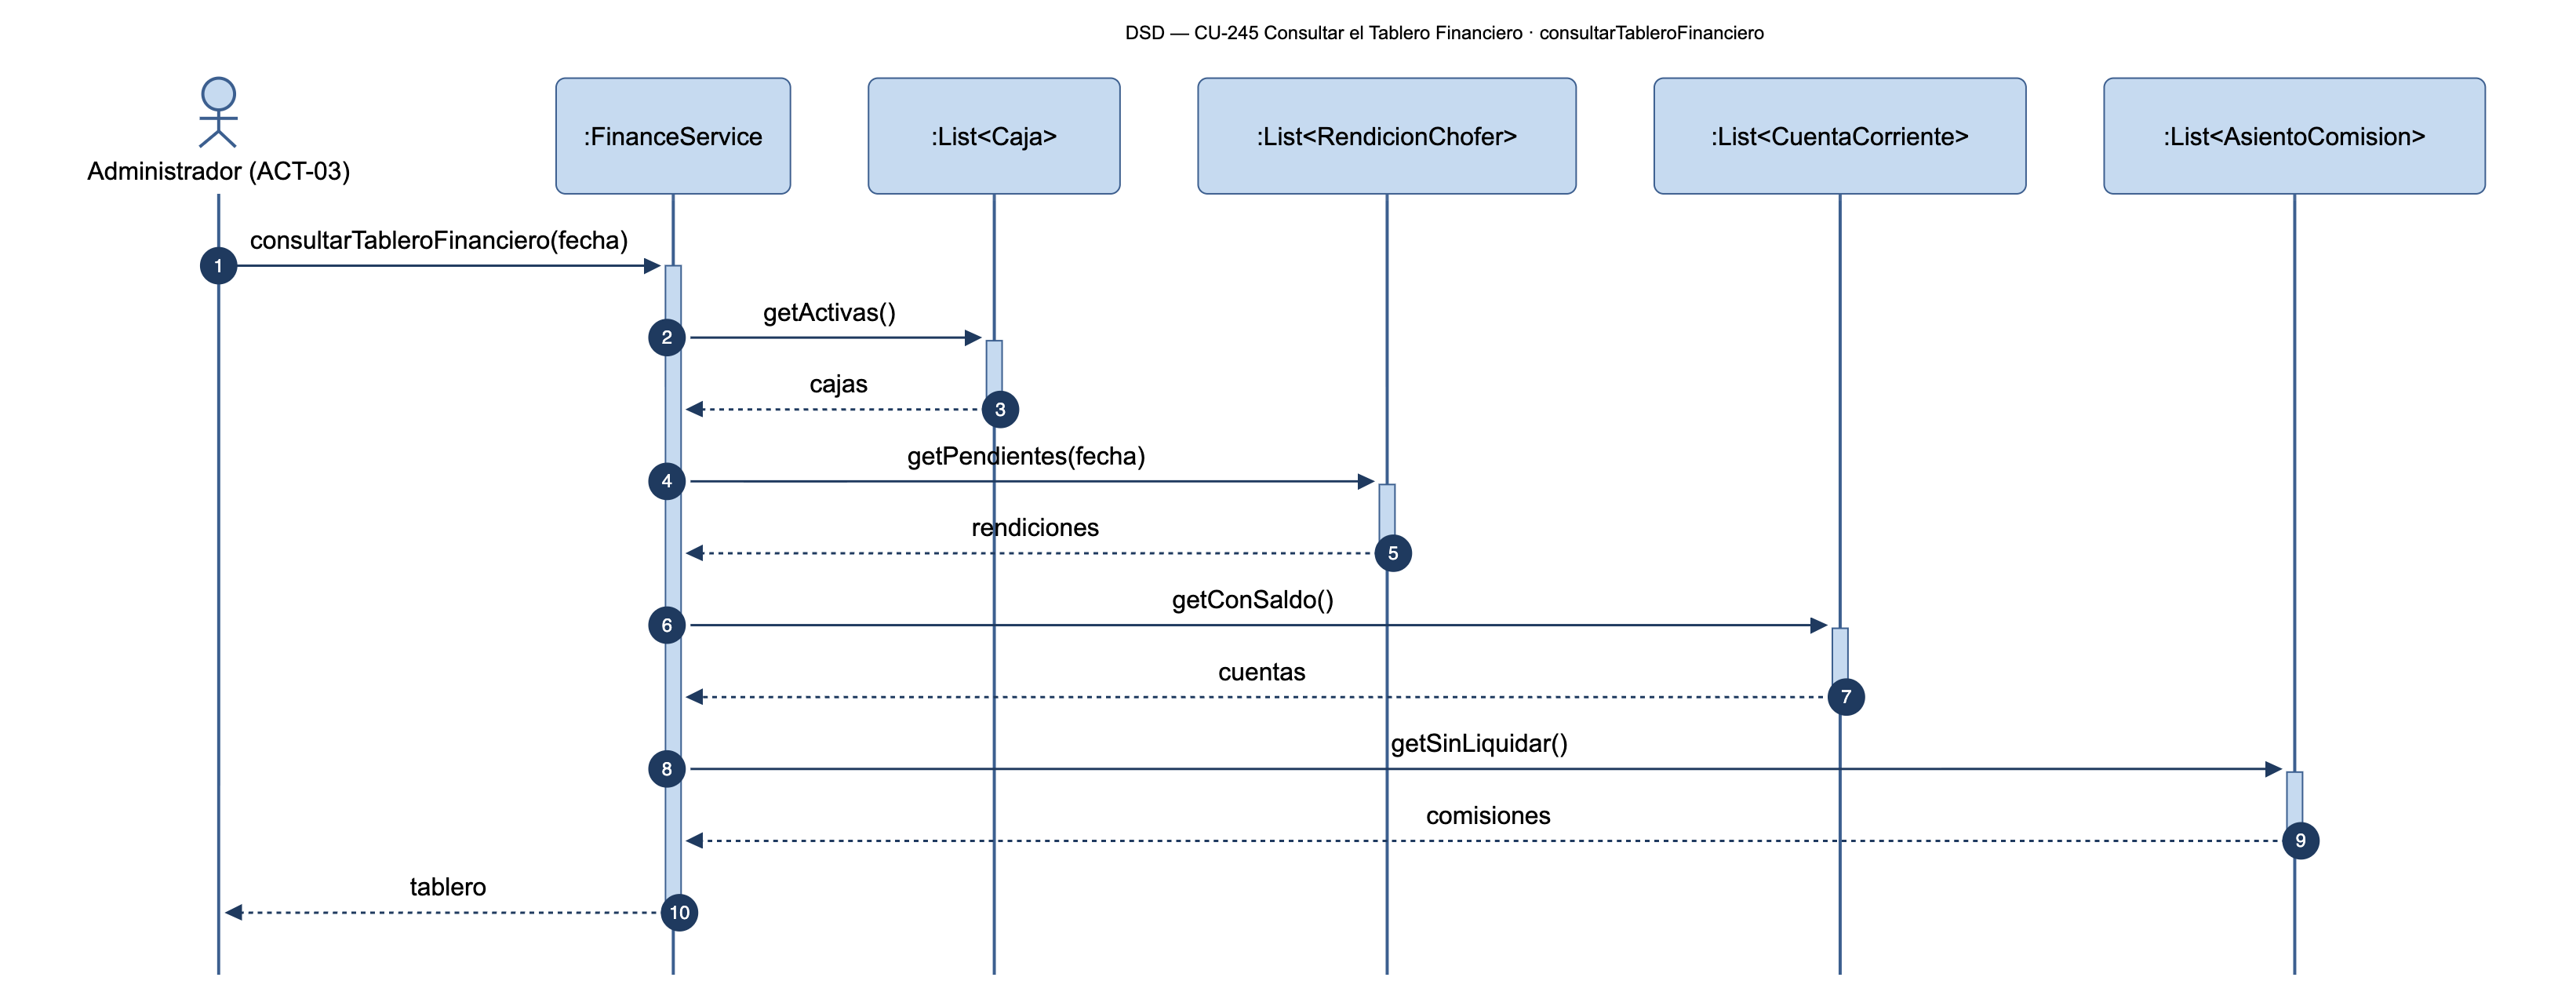 DSD — CU-245 Consultar el Tablero Financiero · consultarTableroFinanciero
Administrador (ACT-03)
:FinanceService
:List<Caja>
:List<RendicionChofer>
:List<CuentaCorriente>
:List<AsientoComision>
consultarTableroFinanciero(fecha)
1
getActivas()
2
cajas
3
getPendientes(fecha)
4
rendiciones
5
getConSaldo()
6
cuentas
7
getSinLiquidar()
8
comisiones
9
tablero
10